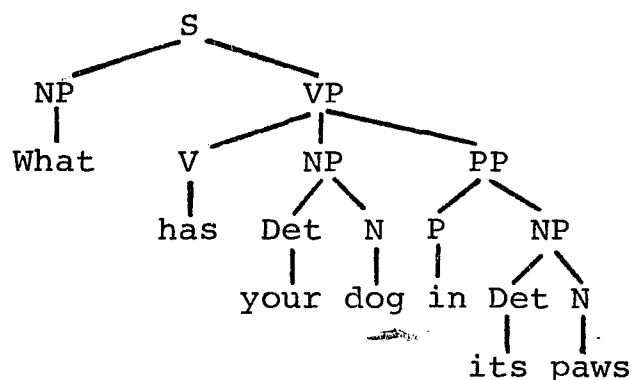 S
NP VP
What V NP PP
has Det N P NP
your dog in Det N
its paws